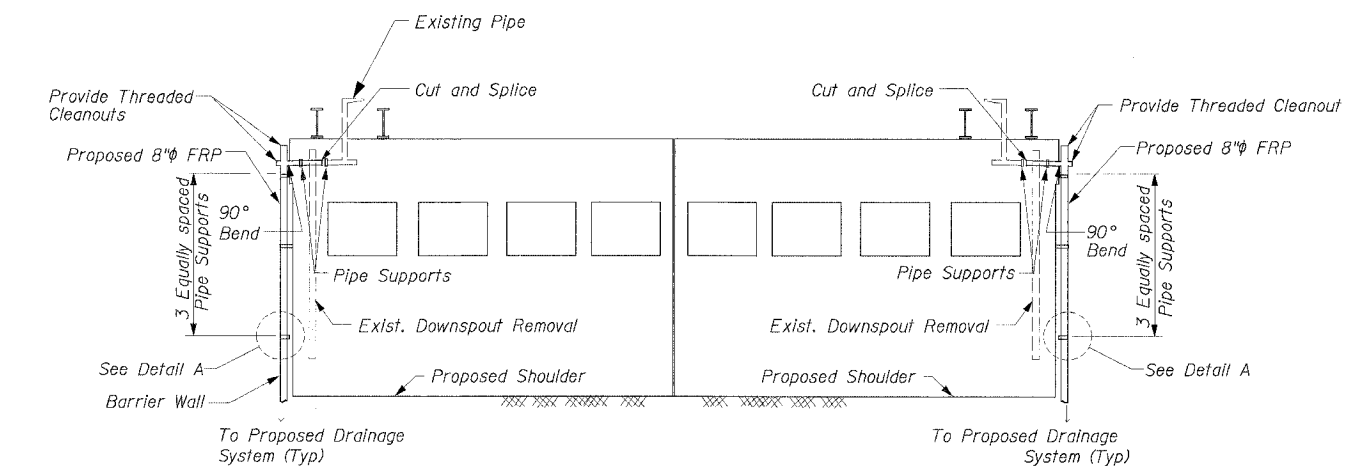 Existing Pipe
Provide Threaded
Cleanouts
Cut and Splice
Cut and Splice
Provide Threaded Cleanout
Proposed 8"ϕ FRP
Proposed 8"ϕ FRP
3 Equally spaced
Pipe Supports
90°
Bend
90°
Bend
3 Equally spaced
Pipe Supports
Pipe Supports
Pipe Supports
Exist. Downspout Removal
Exist. Downspout Removal
See Detail A
See Detail A
Proposed Shoulder
Proposed Shoulder
Barrier Wall
To Proposed Drainage
System (Typ)
To Proposed Drainage
System (Typ)